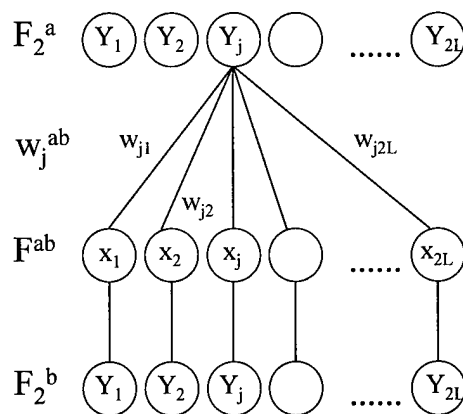 F₂ᵃ Y₁ Y₂ Yⱼ ...... Y₂L
wⱼᵃᵇ wⱼ₁ wⱼ₂ wⱼ₂L
Fᵃᵇ x₁ x₂ xⱼ ...... x₂L
F₂ᵇ Y₁ Y₂ Yⱼ ...... Y₂L